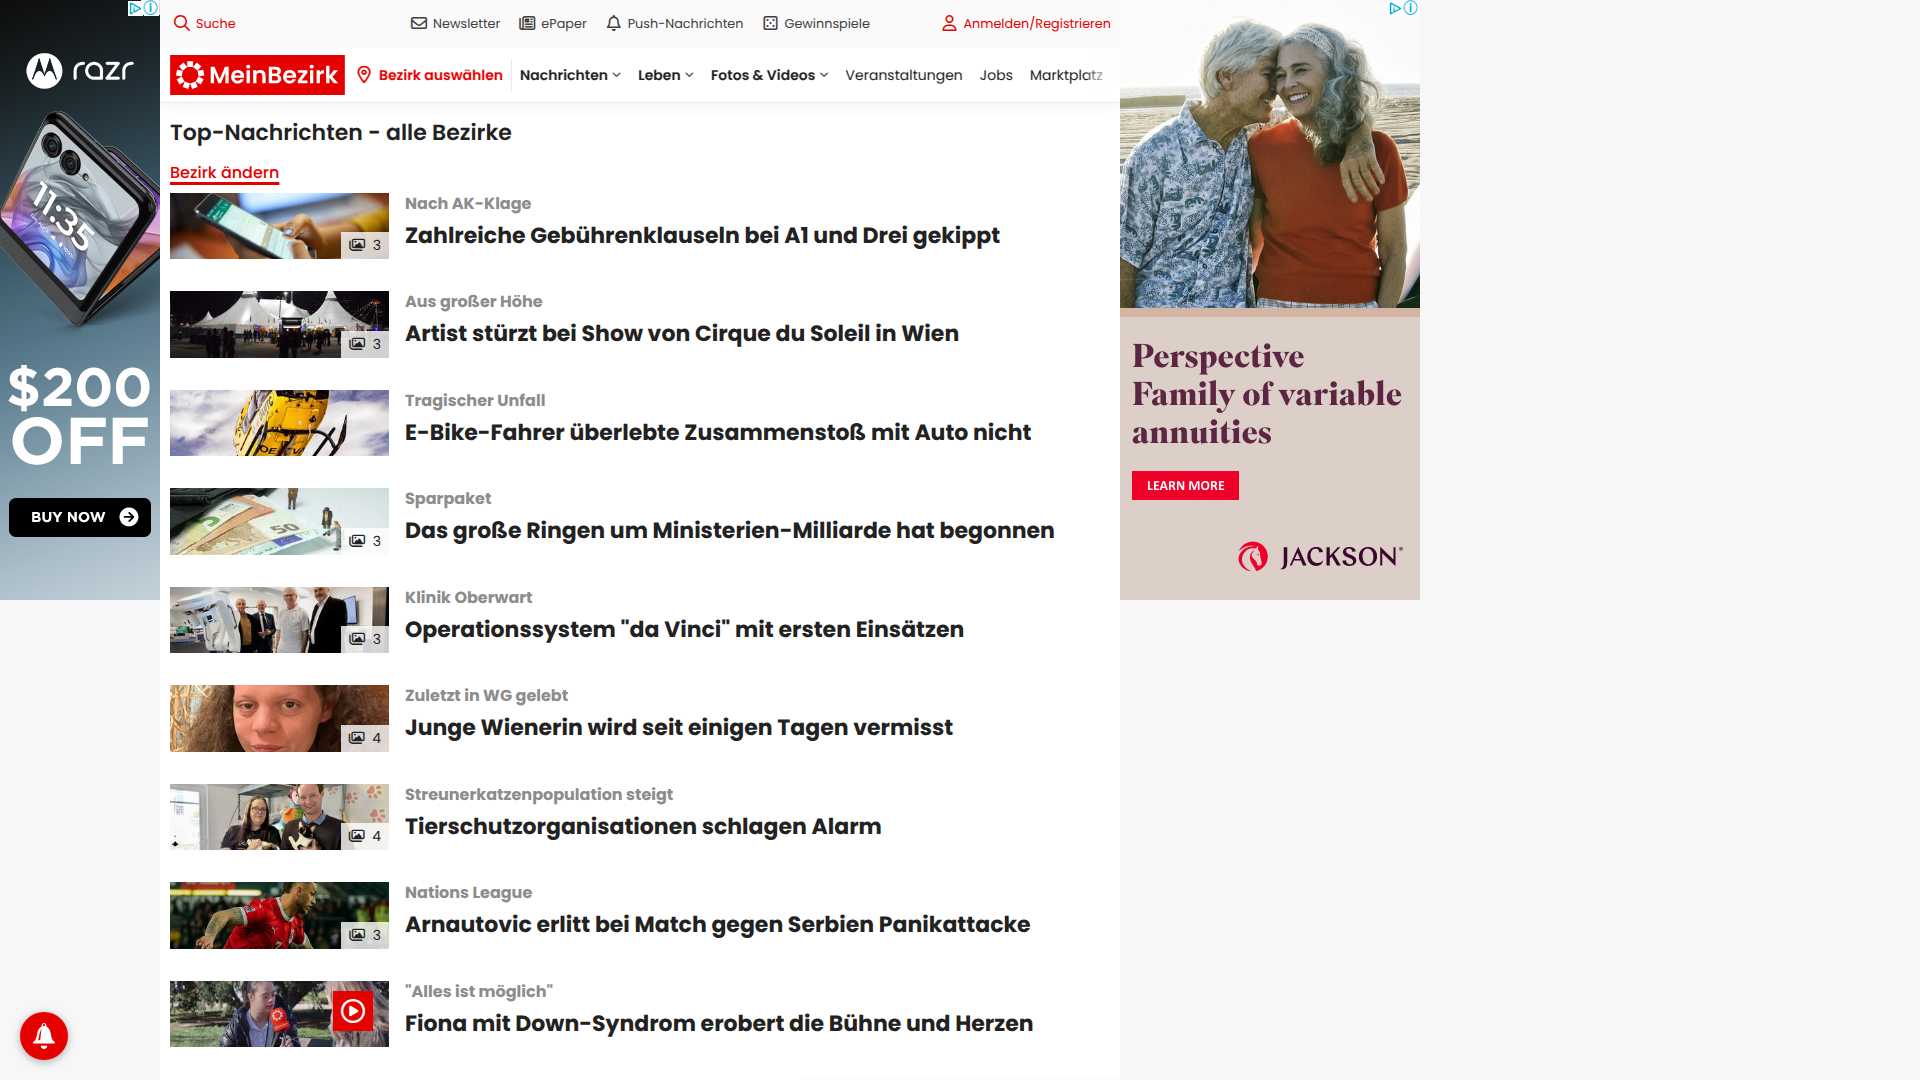 Suche
Newsletter
ePaper
Push-Nachrichten
Gewinnspiele
Anmelden/Registrieren
MeinBezirk
Bezirk auswählen
Nachrichten
Leben
Fotos & Videos
Veranstaltungen
Jobs
Marktplatz
Top-Nachrichten - alle Bezirke
Bezirk ändern
3
Nach AK-Klage
Zahlreiche Gebührenklauseln bei A1 und Drei gekippt
3
Aus großer Höhe
Artist stürzt bei Show von Cirque du Soleil in Wien
Tragischer Unfall
E-Bike-Fahrer überlebte Zusammenstoß mit Auto nicht
50
3
Sparpaket
Das große Ringen um Ministerien-Milliarde hat begonnen
3
Klinik Oberwart
Operationssystem "da Vinci" mit ersten Einsätzen
4
Zuletzt in WG gelebt
Junge Wienerin wird seit einigen Tagen vermisst
4
Streunerkatzenpopulation steigt
Tierschutzorganisationen schlagen Alarm
3
Nations League
Arnautovic erlitt bei Match gegen Serbien Panikattacke
"Alles ist möglich"
Fiona mit Down-Syndrom erobert die Bühne und Herzen
razr
11:35
$200
OFF
BUY NOW
Perspective
Family of variable
annuities
LEARN MORE
JACKSON®